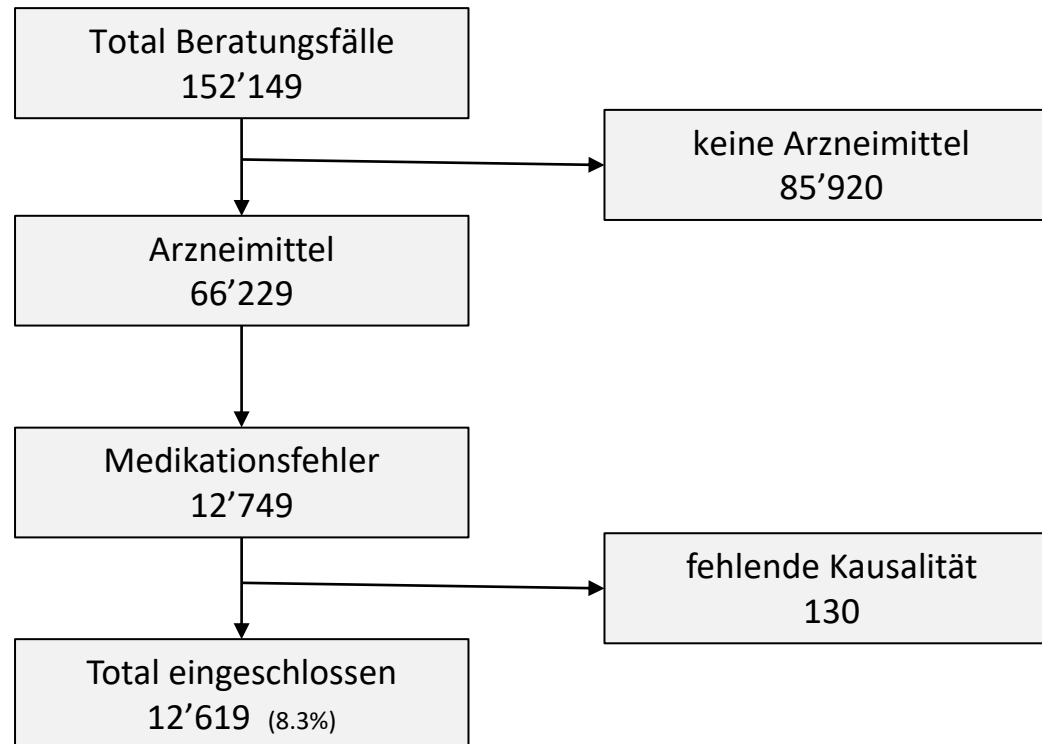 Total Beratungsfälle
152’149
keine Arzneimittel
85’920
Arzneimittel
66’229
Medikationsfehler
12’749
fehlende Kausalität
130
Total eingeschlossen
12’619 (8.3%)